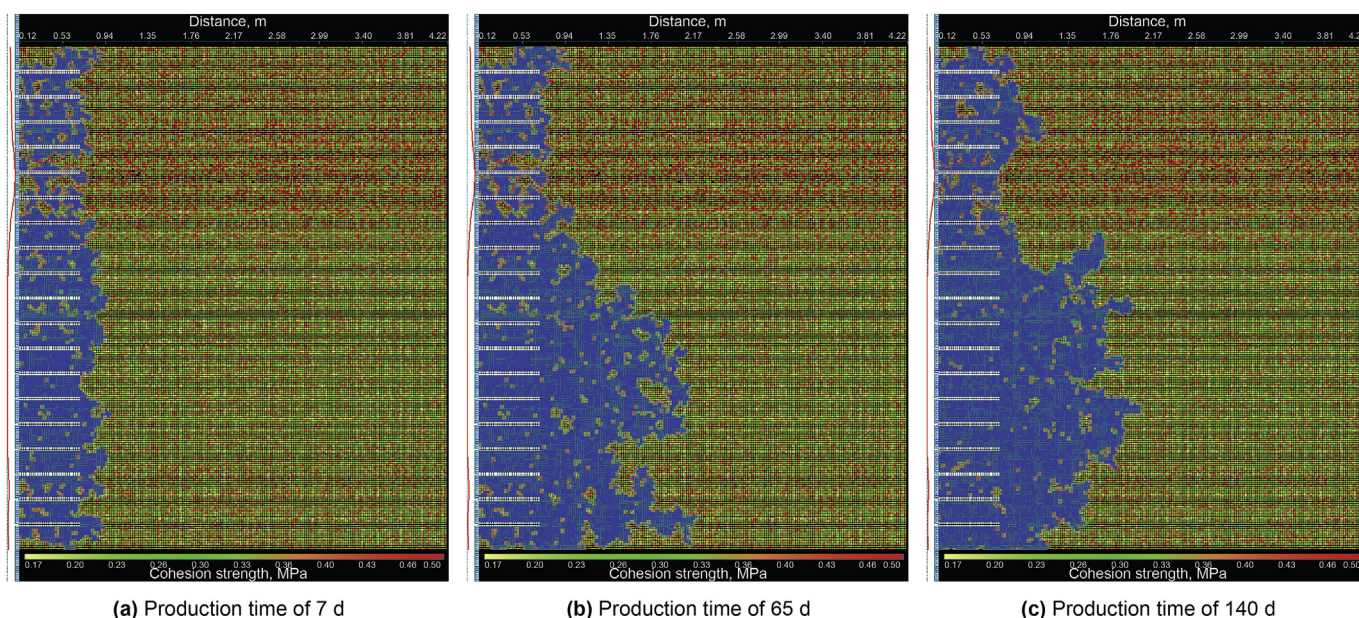 Distance, m
0.12 0.53 0.94 1.35 1.76 2.17 2.58 2.99 3.40 3.81 4.22
0.17 0.20 0.23 0.26 0.30 0.33 0.36 0.40 0.43 0.46 0.50
Cohesion strength, MPa
(a) Production time of 7 d
Distance, m
0.12 0.53 0.94 1.35 1.76 2.17 2.58 2.99 3.40 3.81 4.22
0.17 0.20 0.23 0.26 0.30 0.33 0.36 0.40 0.43 0.46 0.50
Cohesion strength, MPa
(b) Production time of 65 d
Distance, m
0.12 0.53 0.94 1.35 1.76 2.17 2.58 2.99 3.40 3.81 4.2
0.17 0.20 0.23 0.26 0.30 0.33 0.36 0.40 0.43 0.46 0.50
Cohesion strength, MPa
(c) Production time of 140 d